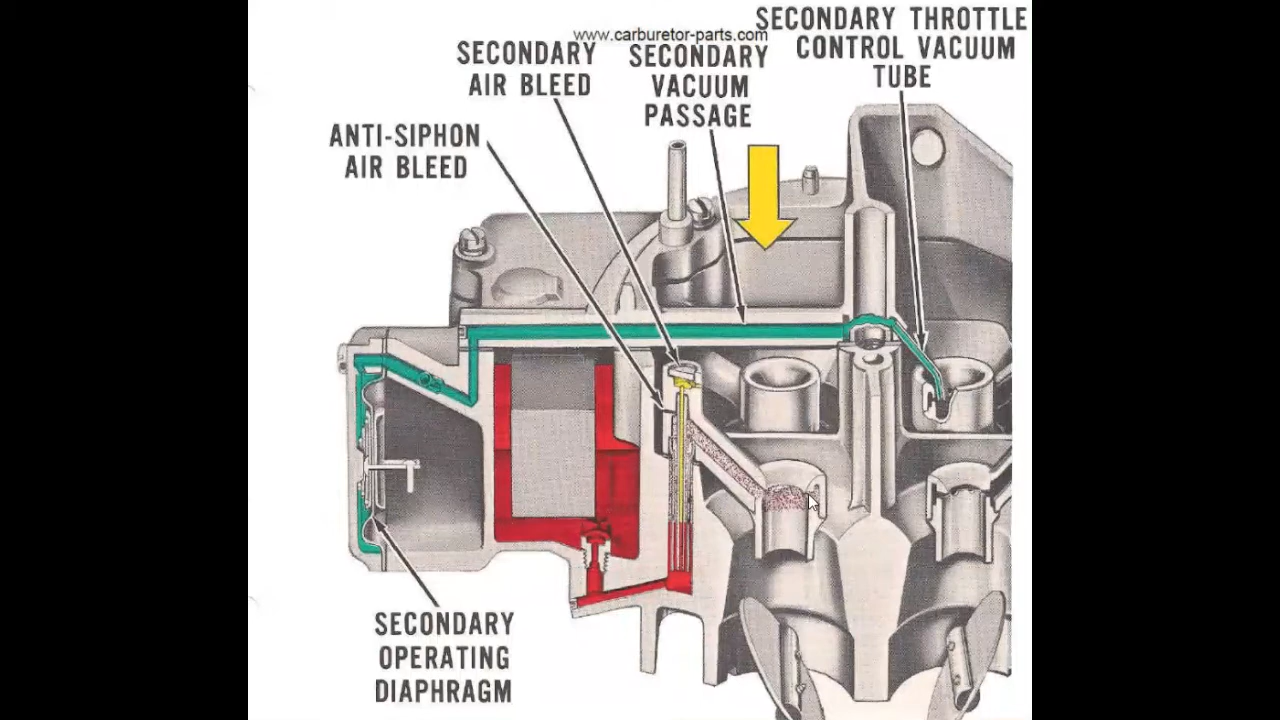 www.carburetor-parts.com
SECONDARY THROTTLE
CONTROL VACUUM
TUBE
SECONDARY
AIR BLEED
SECONDARY
VACUUM
PASSAGE
ANTI-SIPHON
AIR BLEED
SECONDARY
OPERATING
DIAPHRAGM